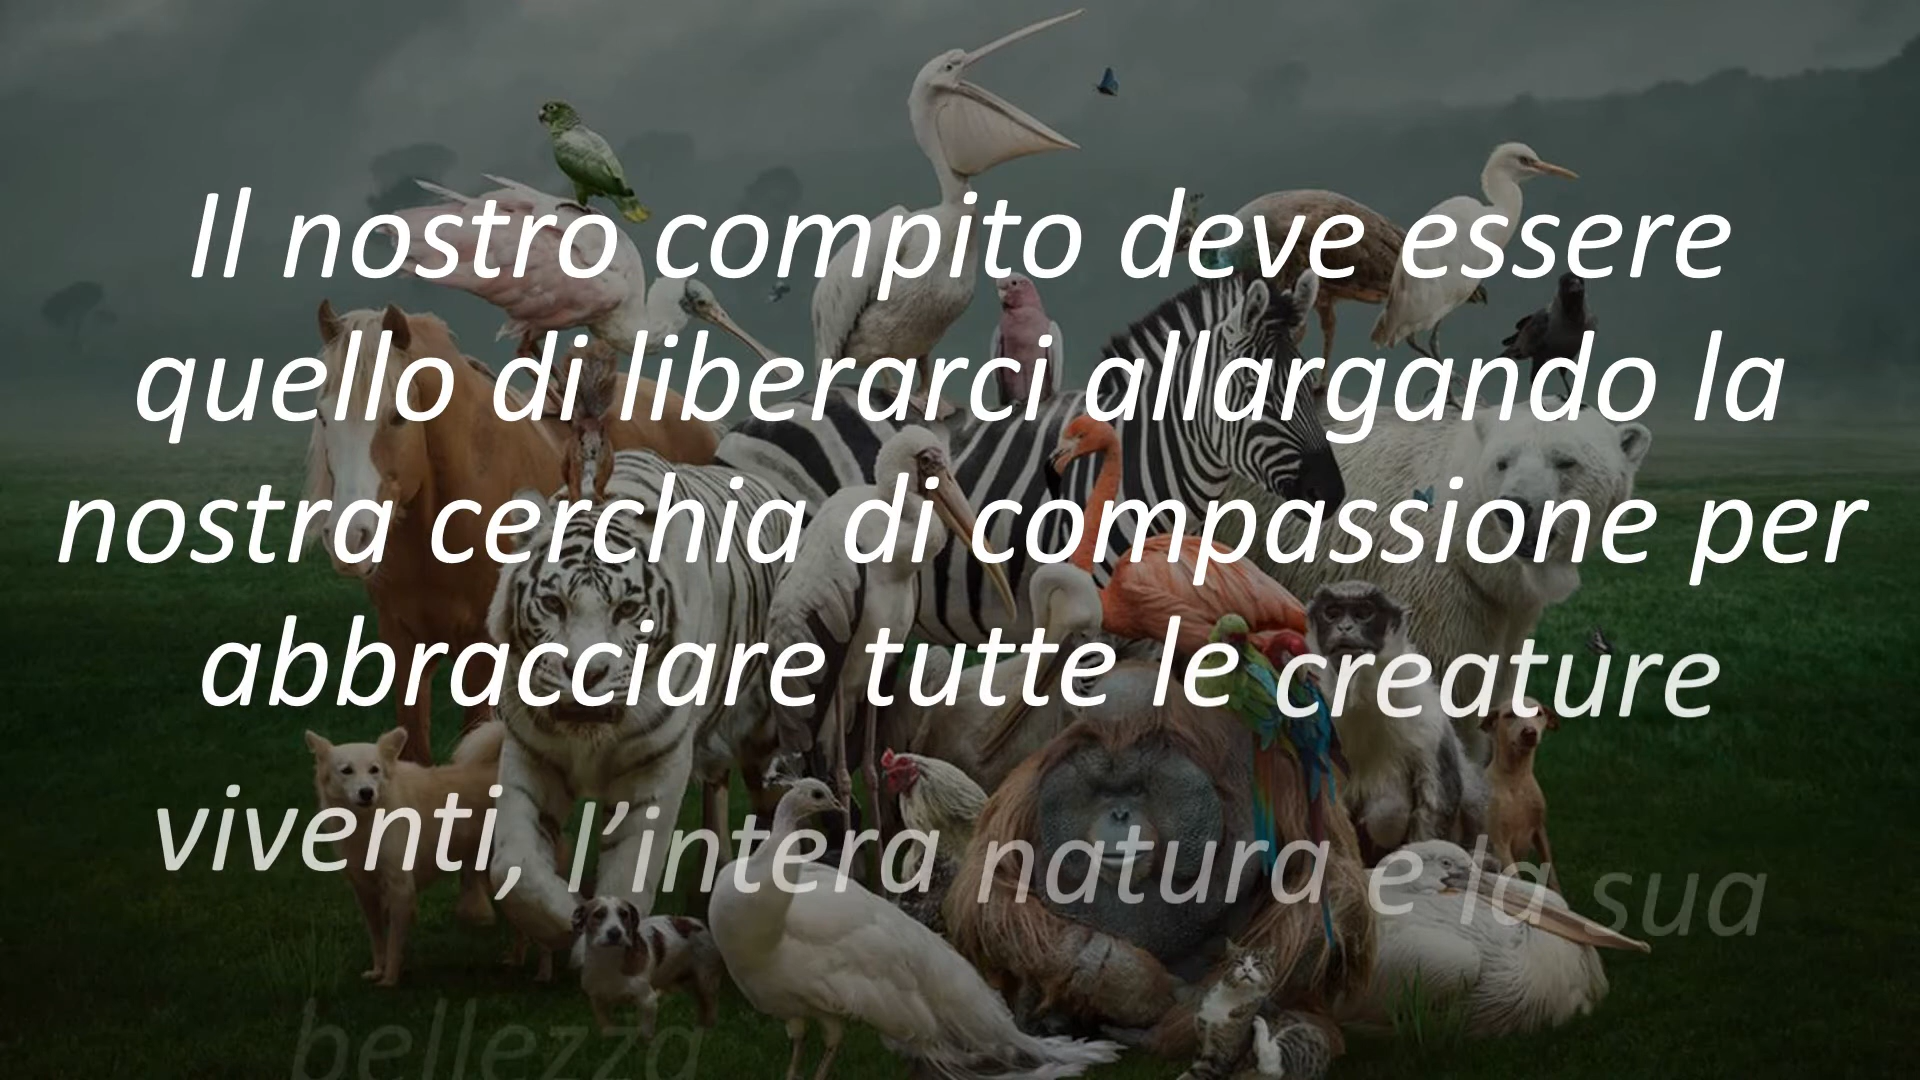 Il nostro compito deve essere
quello di liberarci allargando la
nostra cerchia di compassione per
abbracciare tutte le creature
viventi, l’intera natura e la sua
bellezza